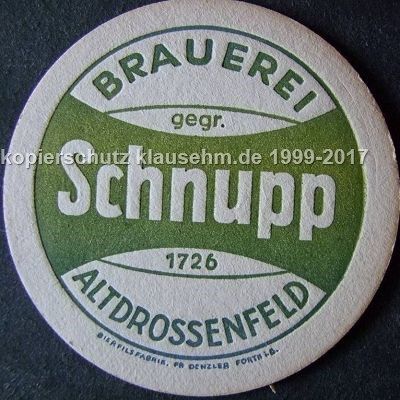 BRAUEREI
gegr.
kopierschutz klausehm.de 1999-2017
Schnupp
1726
ALTDROSSENFELD
BIERFILZFABRIK, FR DENZLER FORTH i.B.